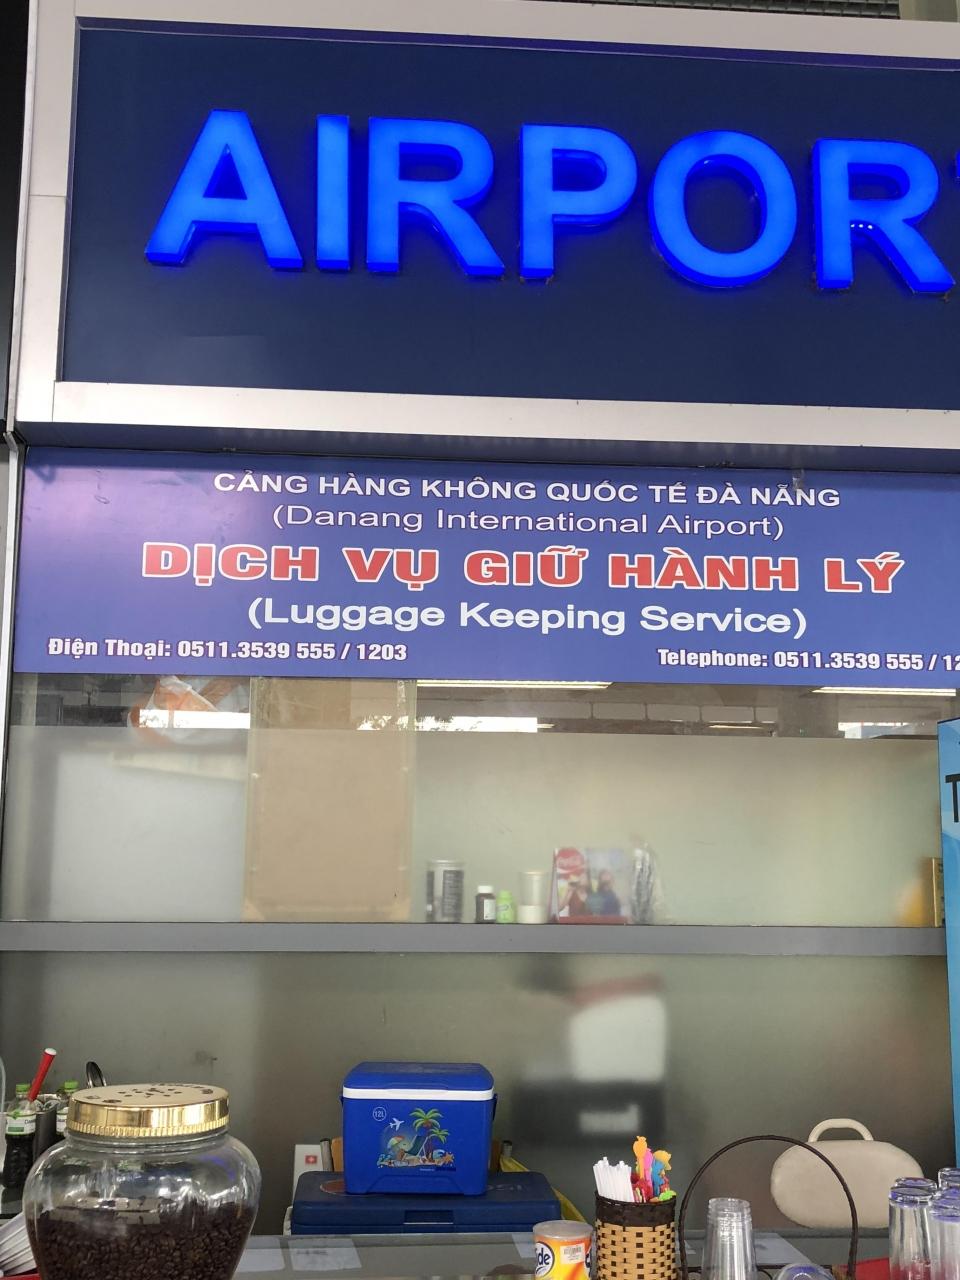 AIRPORT
CẢNG HÀNG KHÔNG QUỐC TẾ ĐÀ NẴNG
(Danang International Airport)
DỊCH VỤ GIỮ HÀNH LÝ
(Luggage Keeping Service)
Điện Thoại: 0511.3539 555 / 1203
Telephone: 0511.3539 555 / 12
T
12L